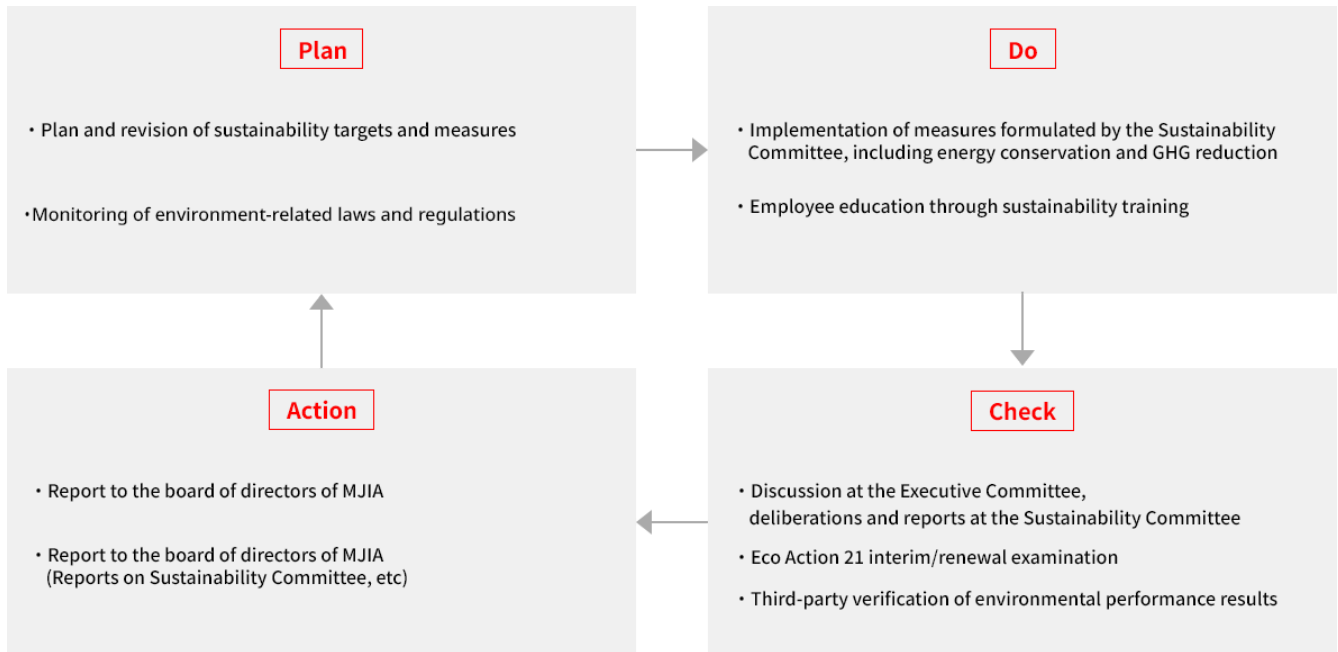 Plan
・Plan and revision of sustainability targets and measures
・Monitoring of environment-related laws and regulations
Do
・Implementation of measures formulated by the Sustainability
Committee, including energy conservation and GHG reduction
・Employee education through sustainability training
Check
・Discussion at the Executive Committee,
deliberations and reports at the Sustainability Committee
・Eco Action 21 interim/renewal examination
・Third-party verification of environmental performance results
Action
・Report to the board of directors of MJIA
・Report to the board of directors of MJIA
(Reports on Sustainability Committee, etc)